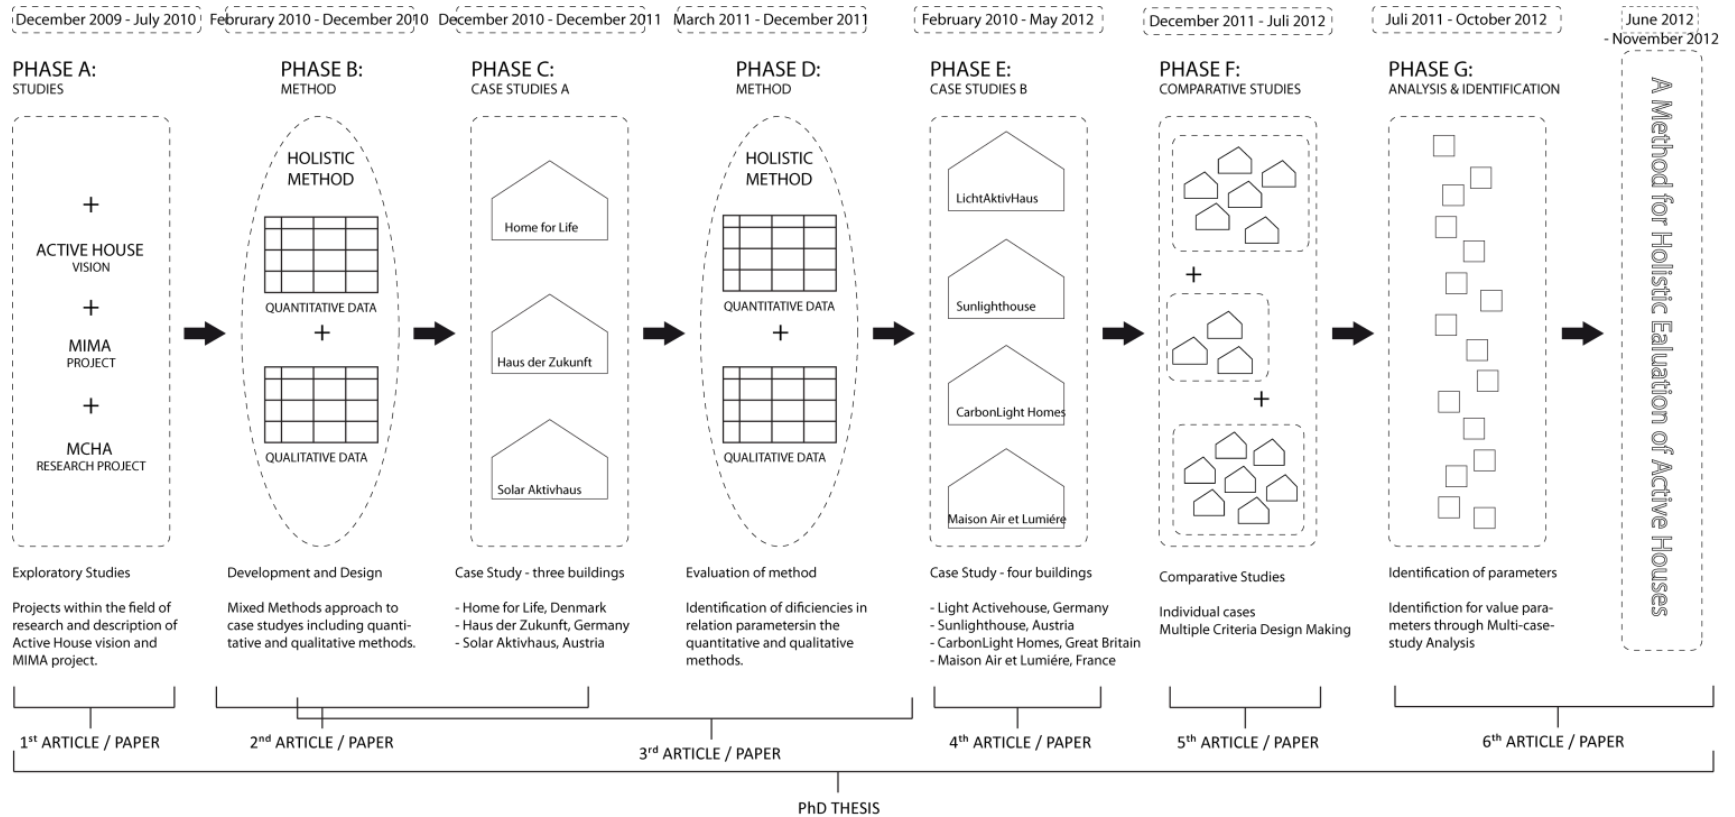 December 2009 - July 2010
Februrary 2010 - December 2010
December 2010 - December 2011
March 2011 - December 2011
February 2010 - May 2012
December 2011 - Juli 2012
Juli 2011 - October 2012
June 2012
- November 2012
PHASE A:
STUDIES
+
ACTIVE HOUSE
VISION
+
MIMA
PROJECT
+
MCHA
RESEARCH PROJECT
Exploratory Studies
Projects within the field of
research and description of
Active House vision and
MIMA project.
PHASE B:
METHOD
HOLISTIC
METHOD
QUANTITATIVE DATA
+
QUALITATIVE DATA
Development and Design
Mixed Methods approach to
case studyes including quanti-
tative and qualitative methods.
PHASE C:
CASE STUDIES A
Home for Life
Haus der Zukunft
Solar Aktivhaus
Case Study - three buildings
- Home for Life, Denmark
- Haus der Zukunft, Germany
- Solar Aktivhaus, Austria
PHASE D:
METHOD
HOLISTIC
METHOD
QUANTITATIVE DATA
+
QUALITATIVE DATA
Evaluation of method
Identification of dificiencies in
relation parametersin the
quantitative and qualitative
methods.
PHASE E:
CASE STUDIES B
LichtAktivHaus
Sunlighthouse
CarbonLight Homes
Maison Air et Lumiére
Case Study - four buildings
- Light Activehouse, Germany
- Sunlighthouse, Austria
- CarbonLight Homes, Great Britain
- Maison Air et Lumiére, France
PHASE F:
COMPARATIVE STUDIES
+
+
Comparative Studies
Individual cases
Multiple Criteria Design Making
PHASE G:
ANALYSIS & IDENTIFICATION
Identification of parameters
Identifiction for value para-
meters through Multi-case-
study Analysis
A Method for Holistic Ealuation of Active Houses
1st ARTICLE / PAPER
2nd ARTICLE / PAPER
3rd ARTICLE / PAPER
4th ARTICLE / PAPER
5th ARTICLE / PAPER
6th ARTICLE / PAPER
PhD THESIS